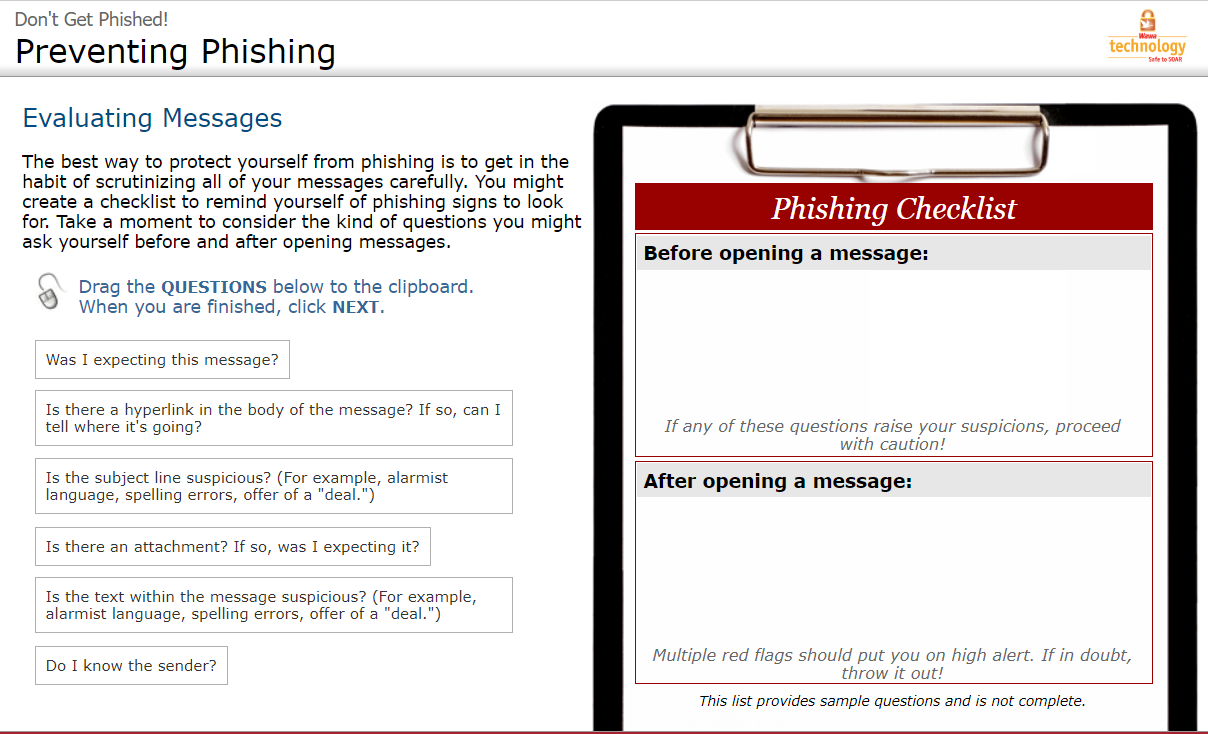 Don't Get Phished!
Preventing Phishing
Wawa
technology
Safe to SOAR
Evaluating Messages
The best way to protect yourself from phishing is to get in the
habit of scrutinizing all of your messages carefully. You might
create a checklist to remind yourself of phishing signs to look
for. Take a moment to consider the kind of questions you might
ask yourself before and after opening messages.
Drag the QUESTIONS below to the clipboard.
When you are finished, click NEXT.
Was I expecting this message?
Is there a hyperlink in the body of the message? If so, can I
tell where it's going?
Is the subject line suspicious? (For example, alarmist
language, spelling errors, offer of a "deal.")
Is there an attachment? If so, was I expecting it?
Is the text within the message suspicious? (For example,
alarmist language, spelling errors, offer of a "deal.")
Do I know the sender?
Phishing Checklist
Before opening a message:
If any of these questions raise your suspicions, proceed
with caution!
After opening a message:
Multiple red flags should put you on high alert. If in doubt,
throw it out!
This list provides sample questions and is not complete.